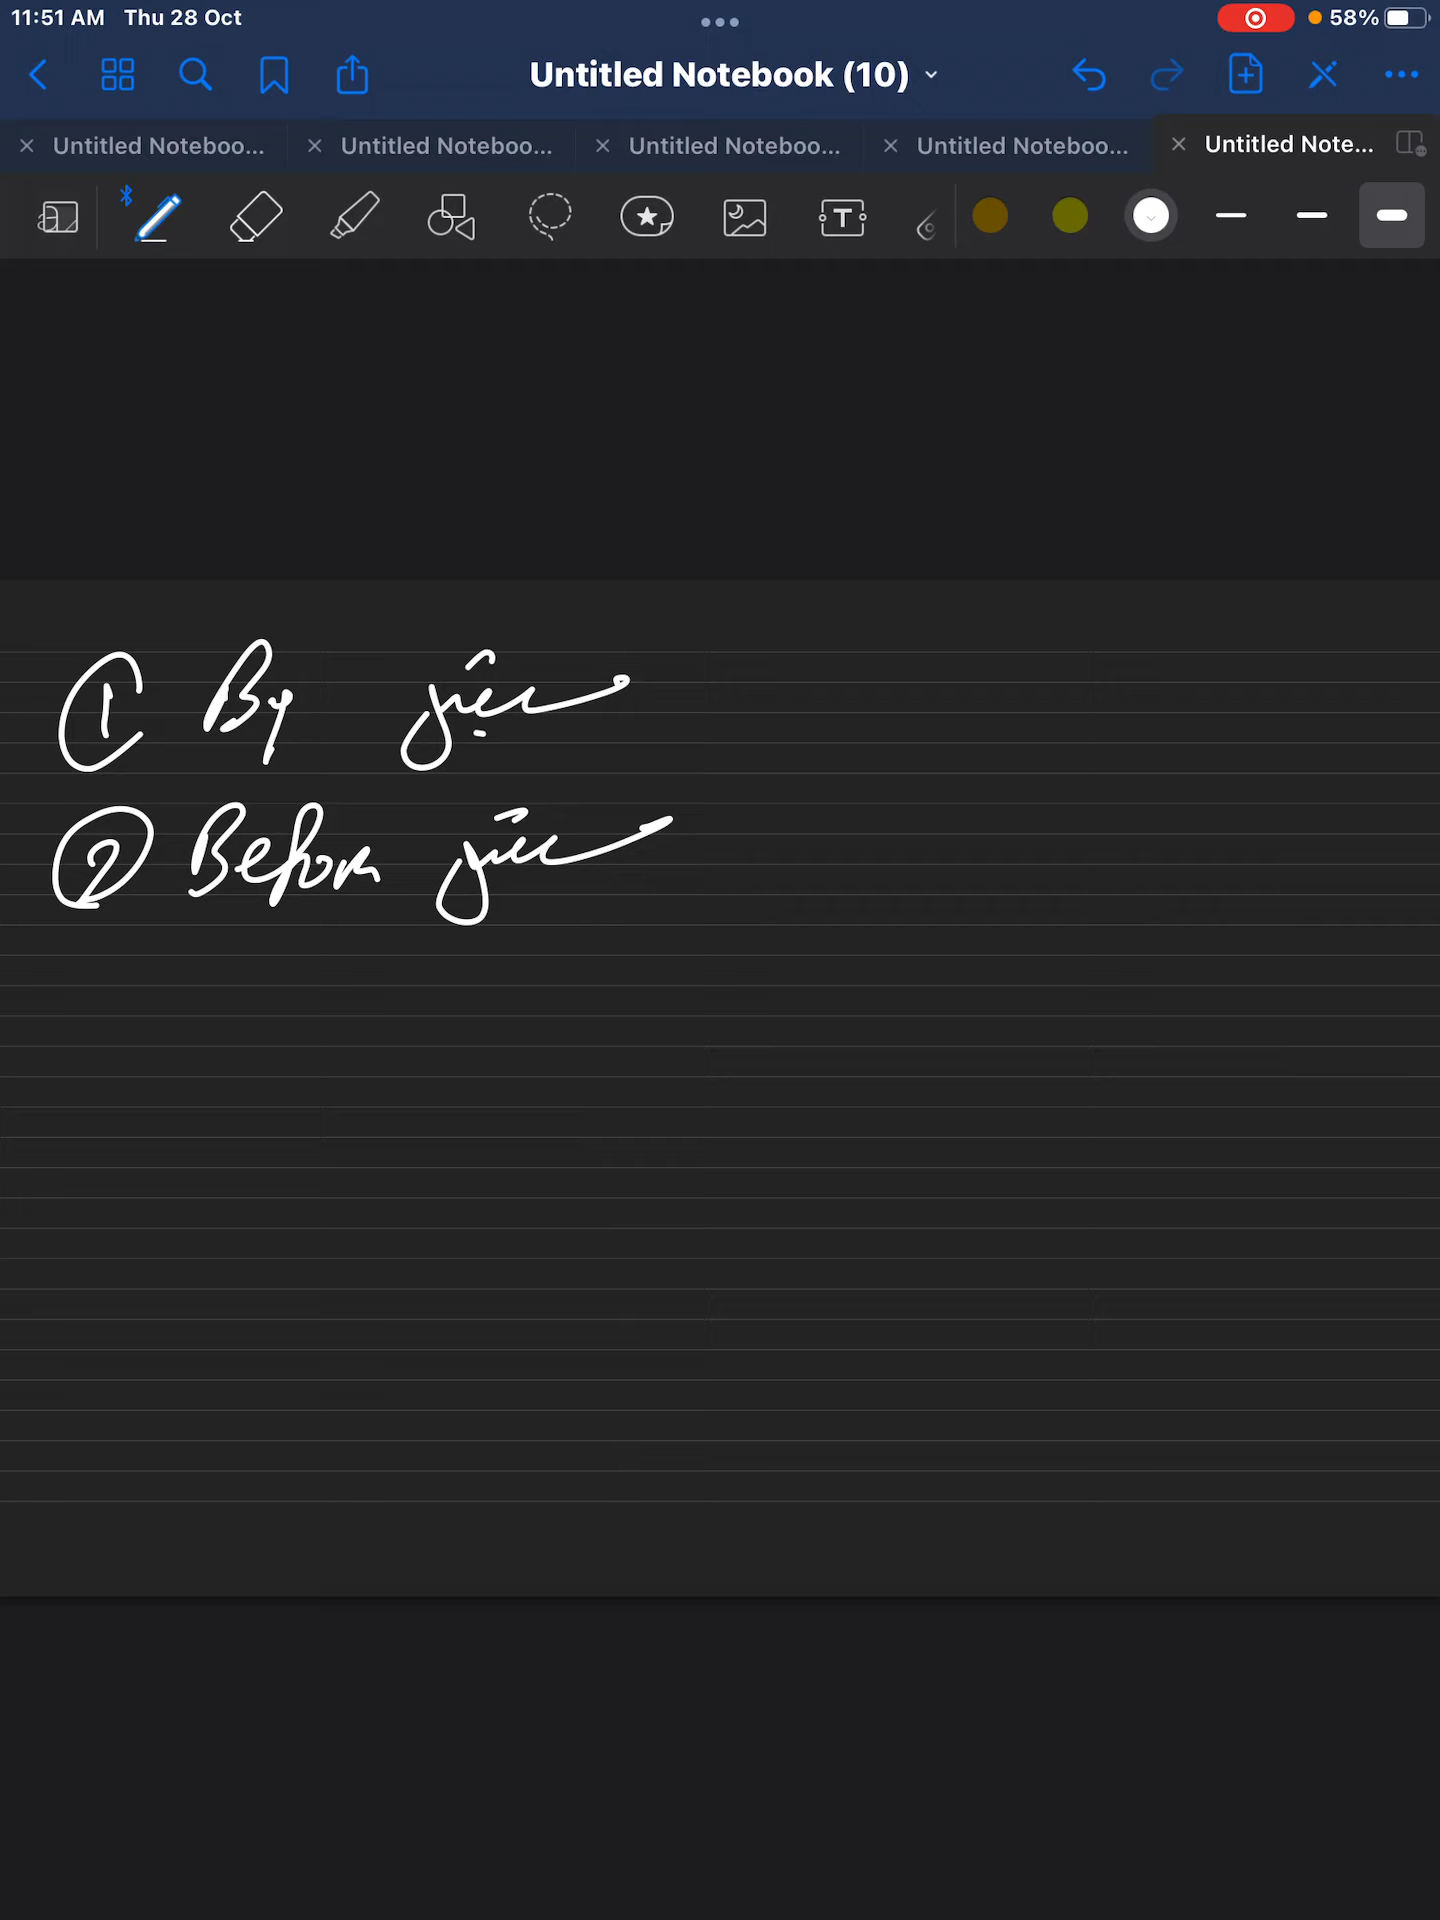 11:51 AM Thu 28 Oct
58%
Untitled Notebook (10)
Untitled Noteboo...
Untitled Noteboo...
Untitled Noteboo...
Untitled Noteboo...
Untitled Note...
T
① By
② Before